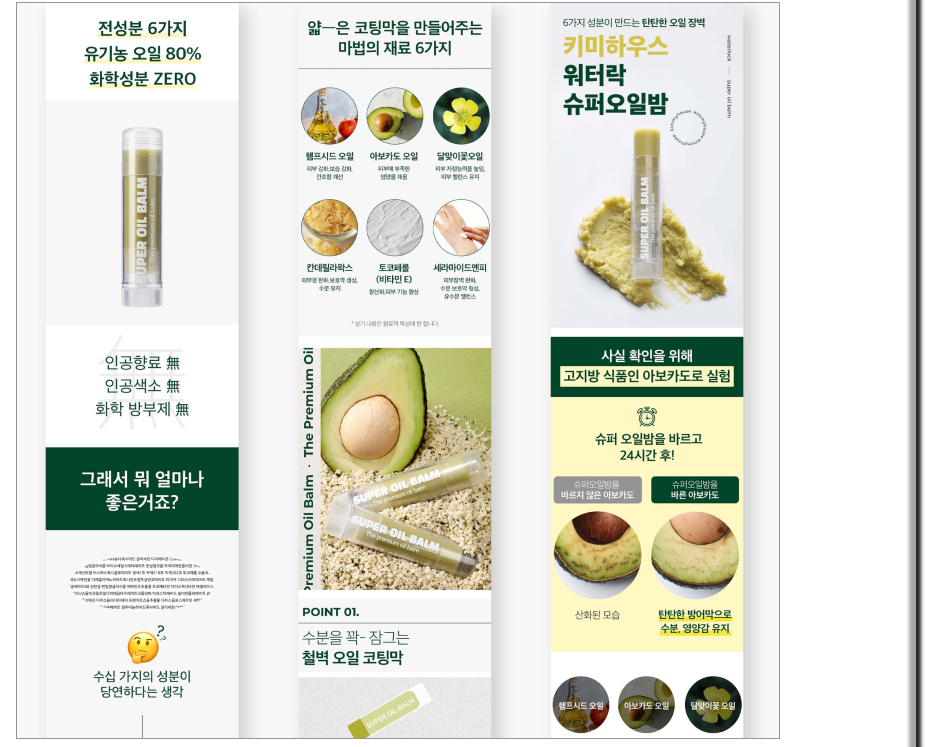 전성분 6가지
유기농 오일 80%
화학성분 ZERO
SUPER OIL BALM
The premium oil balm
인공향료 無
인공색소 無
화학 방부제 無
그래서 뭐 얼마나
좋은거죠?
수십 가지의 성분이
당연하다는 생각
얇—은 코팅막을 만들어주는
마법의 재료 6가지
햄프시드 오일
피부 강화,보습 강화,
건조함 개선
아보카도 오일
피부에 부족한
영양을 채움
달맞이꽃오일
피부 자정능력을 높임,
피부 밸런스 유지
칸데릴라왁스
피부결 완화,보호막 생성,
수분 유지
토코페롤
(비타민 E)
항산화,피부 기능 향상
세라마이드엔피
피부장벽 완화,
수분 보호막 형성,
유수분 밸런스
* 상기 내용은 원료적 특성에 한 합니다.
Premium Oil Balm · The Premium Oil
SUPER OIL BALM
The premium oil balm
SUPER OIL BALM
The premium oil balm
POINT 01.
수분을 꽉- 잠그는
철벽 오일 코팅막
SUPER OIL BALM
6가지 성분이 만드는 탄탄한 오일 장벽
키미하우스
워터락
슈퍼오일밤
waterlock — super oil balm
kimmyhouse kimmyhouse
SUPER OIL BALM
The premium oil balm
사실 확인을 위해
고지방 식품인 아보카도로 실험
슈퍼 오일밤을 바르고
24시간 후!
슈퍼오일밤을
바르지 않은 아보카도
슈퍼오일밤을
바른 아보카도
산화된 모습
탄탄한 방어막으로
수분, 영양감 유지
햄프시드 오일
아보카도 오일
달맞이꽃 오일